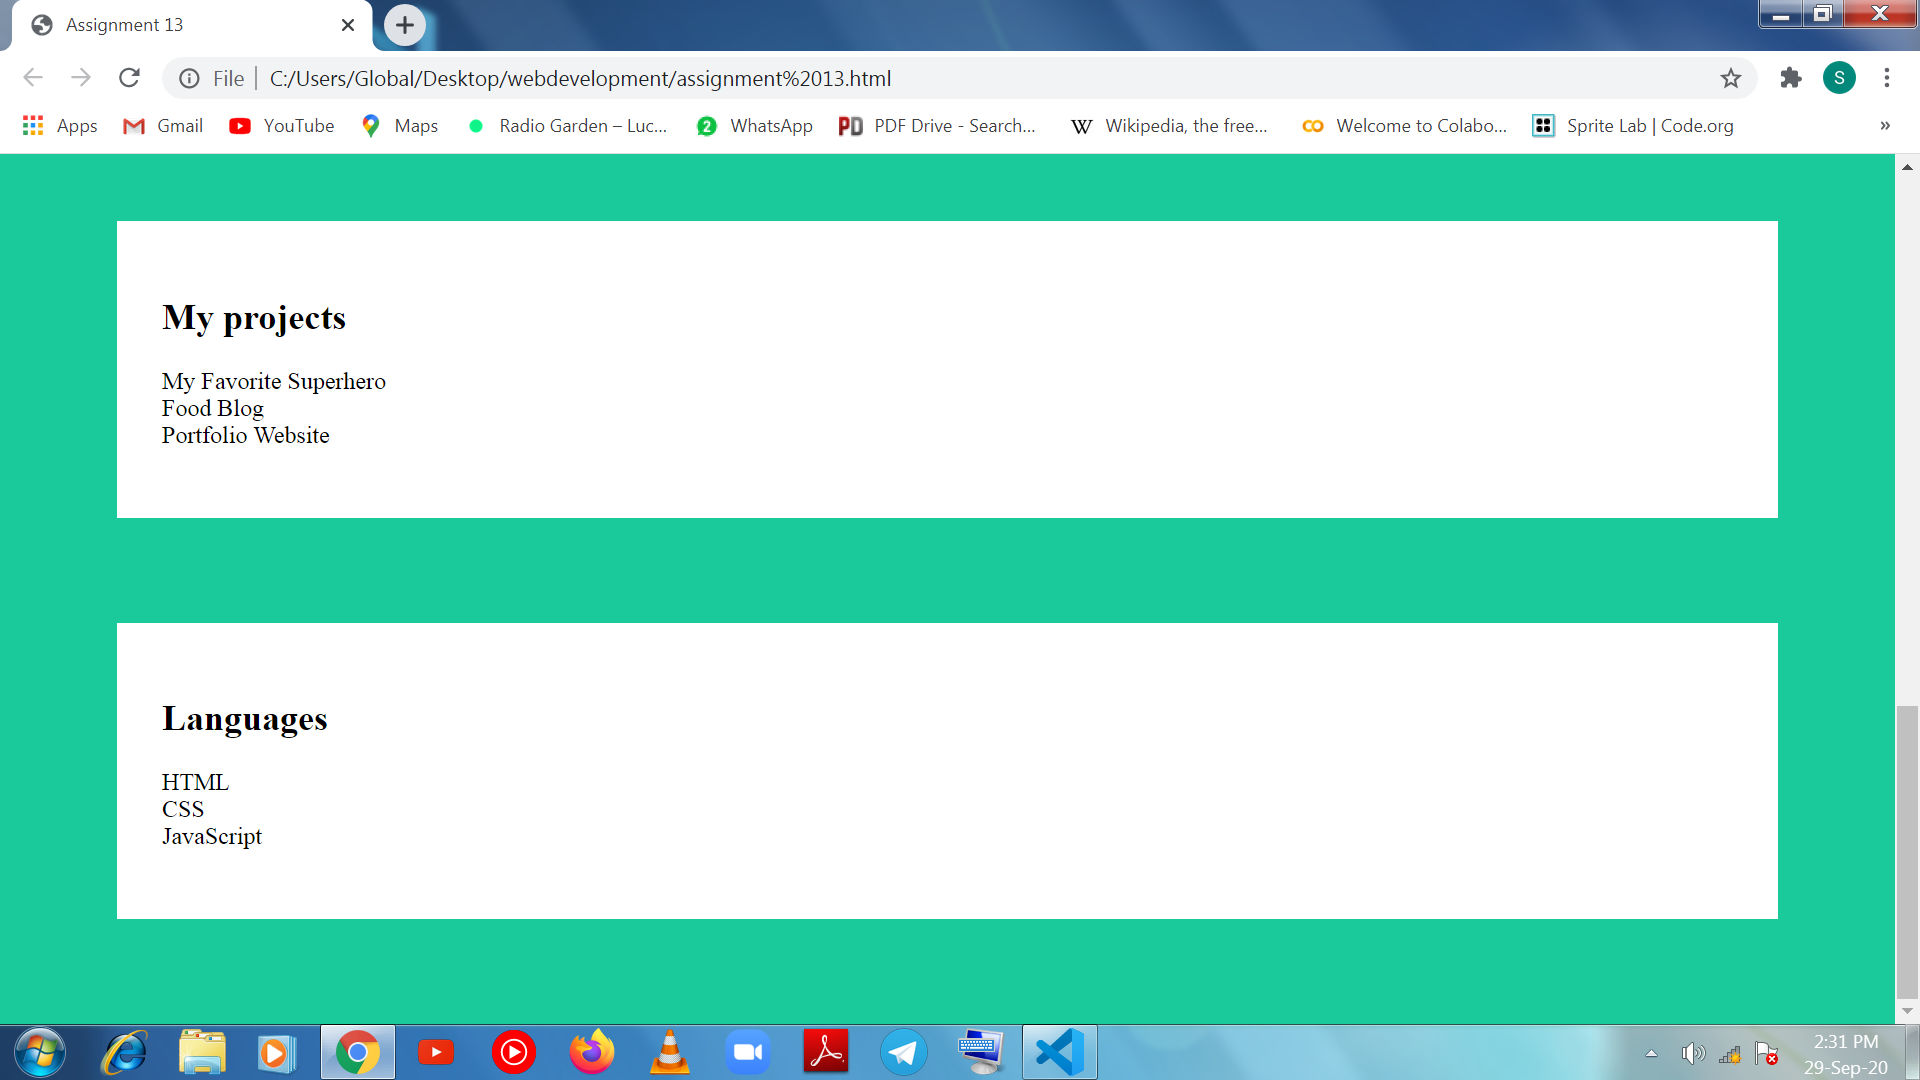 Assignment 13
File
C:/Users/Global/Desktop/webdevelopment/assignment%2013.html
S
Apps
Gmail
YouTube
Maps
Radio Garden – Luc...
2
WhatsApp
PD
PDF Drive - Search...
W
Wikipedia, the free...
Welcome to Colabo...
Sprite Lab | Code.org
»
My projects
My Favorite Superhero
Food Blog
Portfolio Website
Languages
HTML
CSS
JavaScript
2:31 PM
29-Sep-20